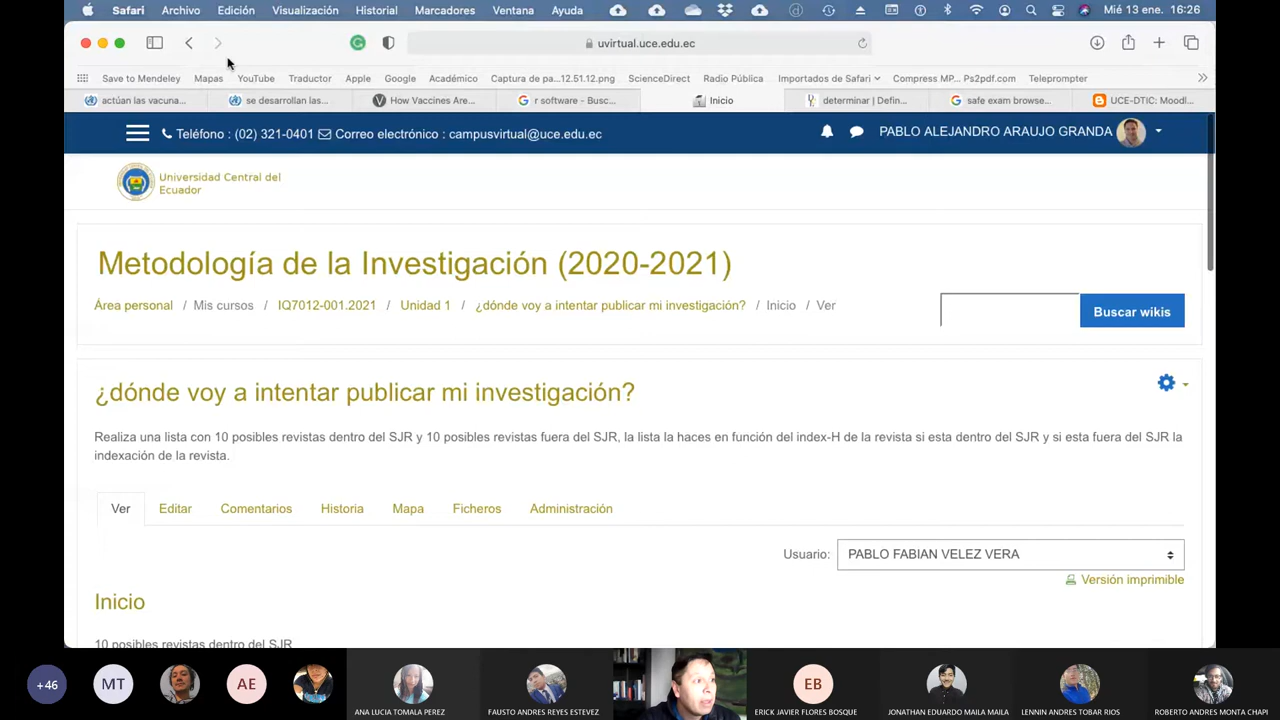 Safari Archivo Edición Visualización Historial Marcadores Ventana Ayuda Mié 13 ene. 16:26
uvirtual.uce.edu.ec
Save to Mendeley Mapas YouTube Traductor Apple Google Académico Captura de pa...12.51.12.png ScienceDirect Radio Pública Importados de Safari Compress MP... Ps2pdf.com Teleprompter
actúan las vacuna... se desarrollan las... How Vaccines Are... r software - Busc... Inicio determinar | Defin... safe exam browse... UCE-DTIC: Moodl...
Teléfono : (02) 321-0401 Correo electrónico : campusvirtual@uce.edu.ec PABLO ALEJANDRO ARAUJO GRANDA
Universidad Central del
Ecuador
Metodología de la Investigación (2020-2021)
Área personal / Mis cursos / IQ7012-001.2021 / Unidad 1 / ¿dónde voy a intentar publicar mi investigación? / Inicio / Ver
Buscar wikis
¿dónde voy a intentar publicar mi investigación?
Realiza una lista con 10 posibles revistas dentro del SJR y 10 posibles revistas fuera del SJR, la lista la haces en función del index-H de la revista si esta dentro del SJR y si esta fuera del SJR la
indexación de la revista.
Ver Editar Comentarios Historia Mapa Ficheros Administración
Usuario: PABLO FABIAN VELEZ VERA
Versión imprimible
Inicio
10 posibles revistas dentro del SJR
+46 MT AE EB
ANA LUCIA TOMALA PEREZ FAUSTO ANDRES REYES ESTEVEZ ERICK JAVIER FLORES BOSQUE JONATHAN EDUARDO MAILA MAILA LENNIN ANDRES TOBAR RIOS ROBERTO ANDRES MONTA CHAPI